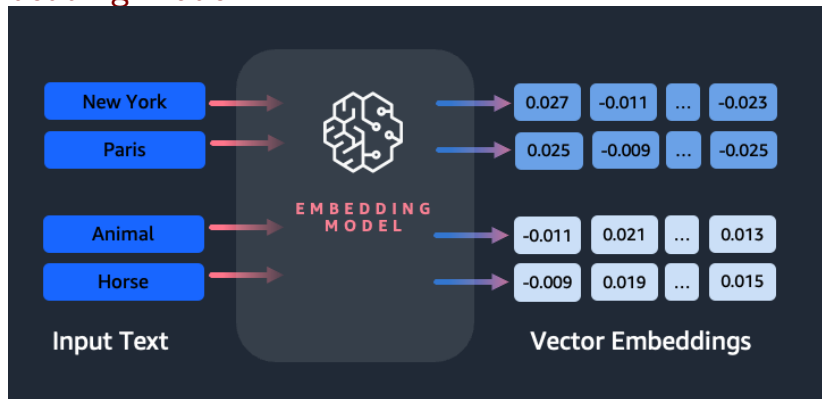 New York 0.027 -0.011 ... -0.023
Paris 0.025 -0.009 ... -0.025
EMBEDDING
MODEL
Animal -0.011 0.021 ... 0.013
Horse -0.009 0.019 ... 0.015
Input Text Vector Embeddings